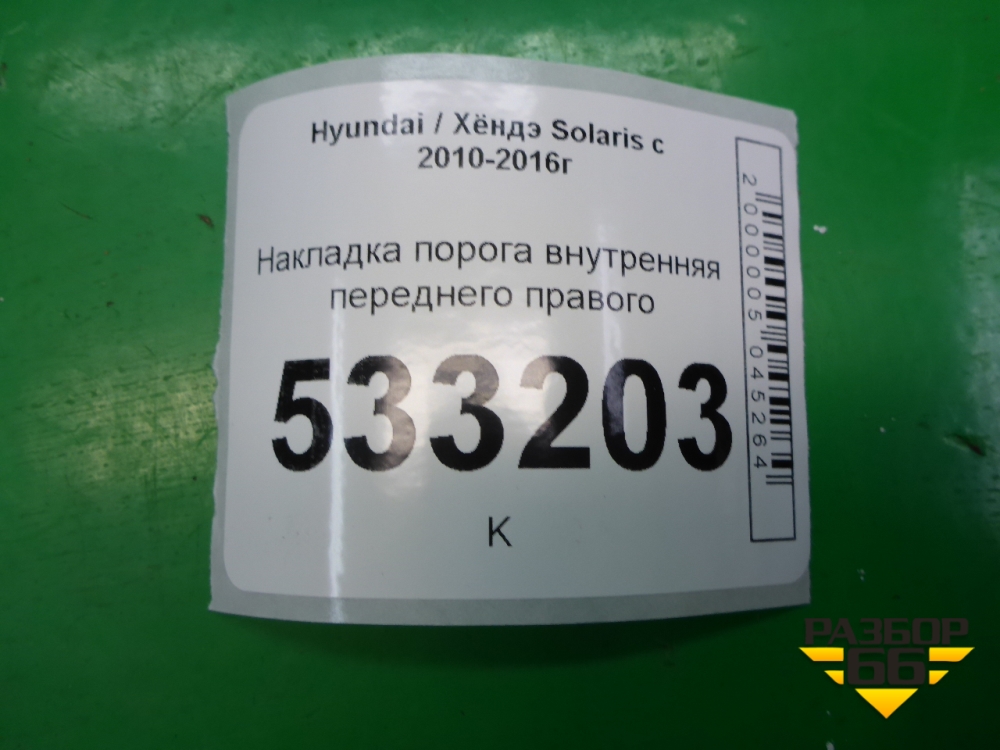 Hyundai / Хёндэ Solaris с
2010-2016г
Накладка порога внутренняя
переднего правого
533203
К
2000005045264
РАЗБОР
66